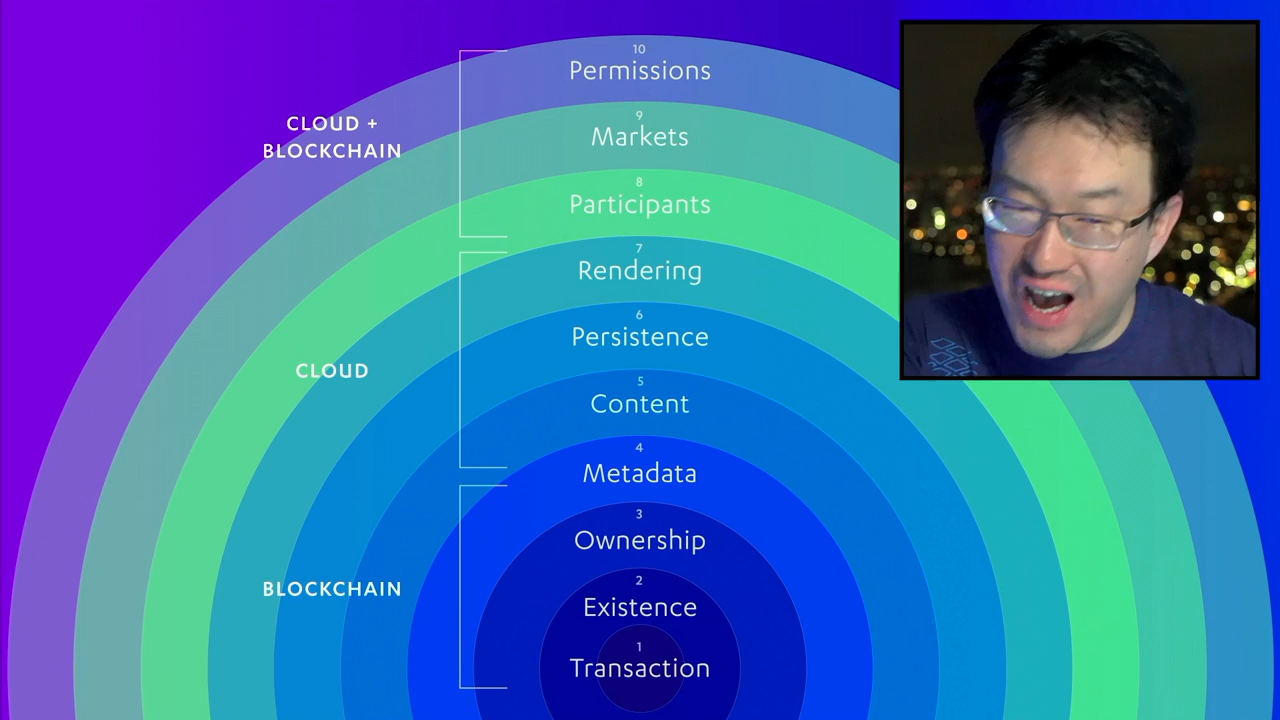 10
Permissions
9
Markets
8
Participants
CLOUD +
BLOCKCHAIN
7
Rendering
6
Persistence
5
Content
4
Metadata
CLOUD
3
Ownership
2
Existence
1
Transaction
BLOCKCHAIN